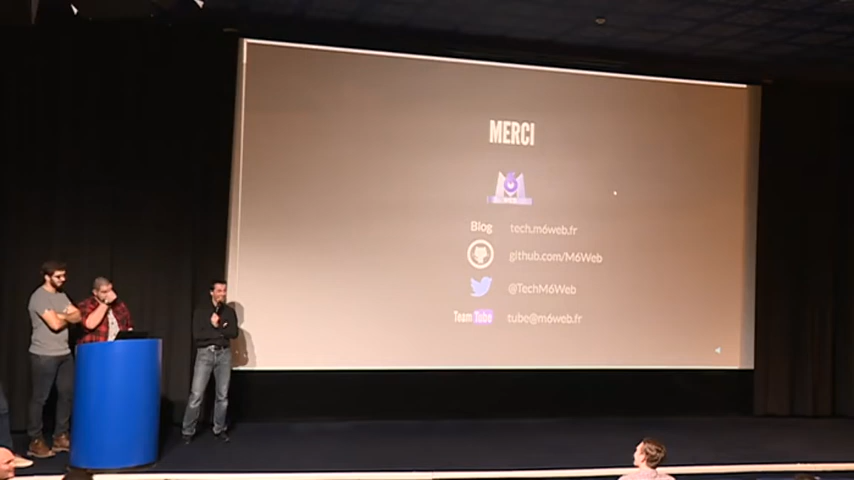 MERCI
Blog tech.m6web.fr
github.com/M6Web
@TechM6Web
Team Tube tube@m6web.fr